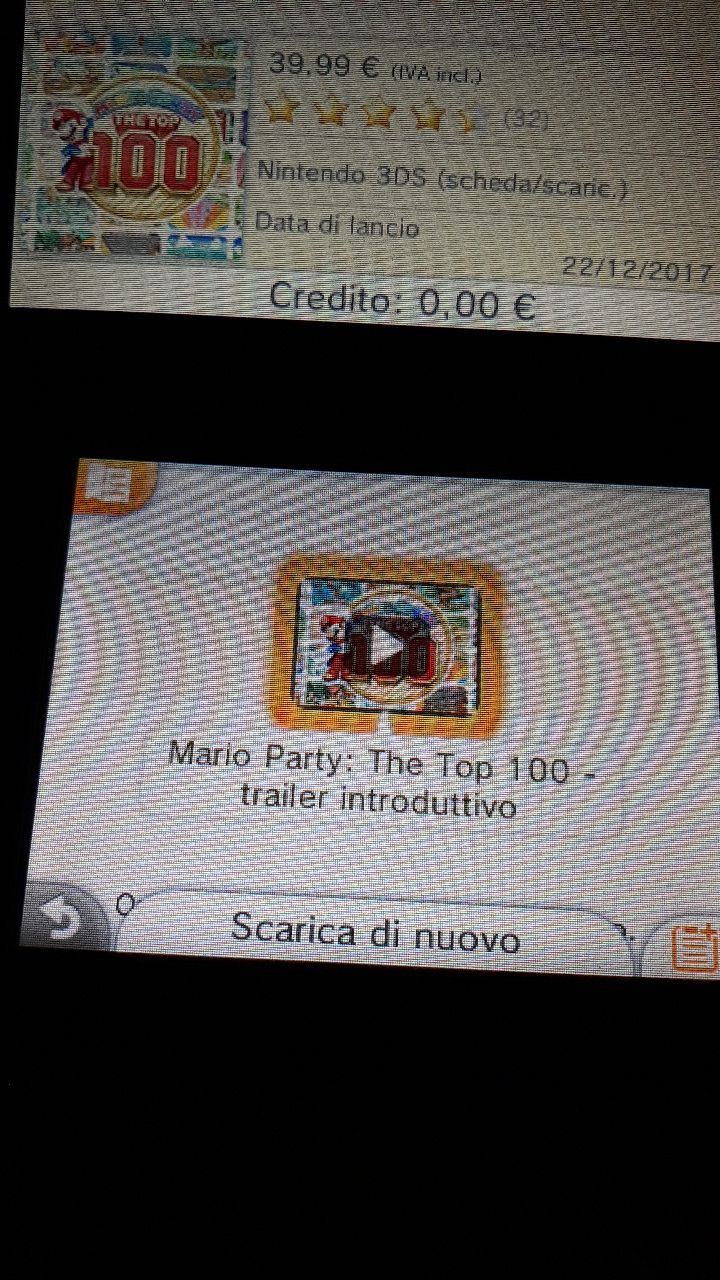 39,99 € (IVA incl.)
THE TOP
100
(32)
Nintendo 3DS (scheda/scaric.)
Data di lancio
22/12/2017
Credito: 0,00 €
100
Mario Party: The Top 100 -
trailer introduttivo
Scarica di nuovo